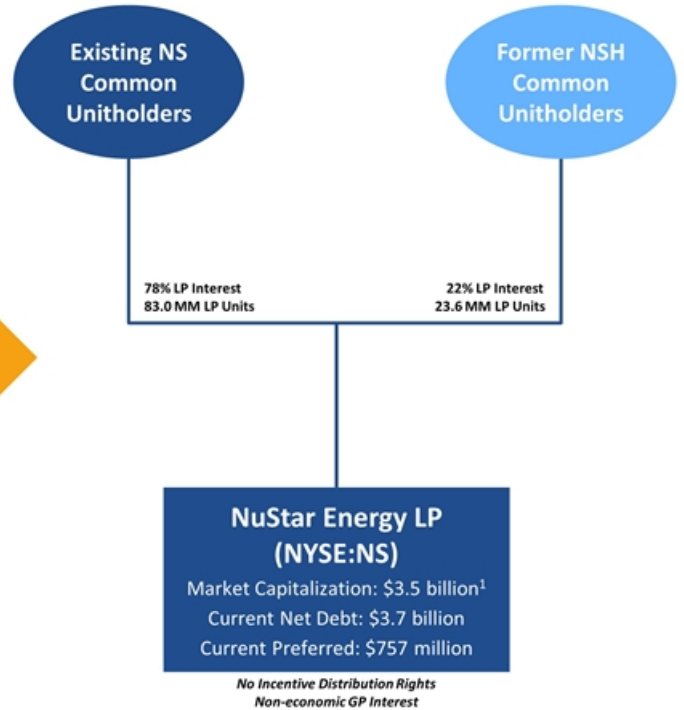 Existing NS
Common
Unitholders
Former NSH
Common
Unitholders
78% LP Interest
83.0 MM LP Units
22% LP Interest
23.6 MM LP Units
NuStar Energy LP
(NYSE:NS)
Market Capitalization: $3.5 billion¹
Current Net Debt: $3.7 billion
Current Preferred: $757 million
No Incentive Distribution Rights
Non-economic GP Interest